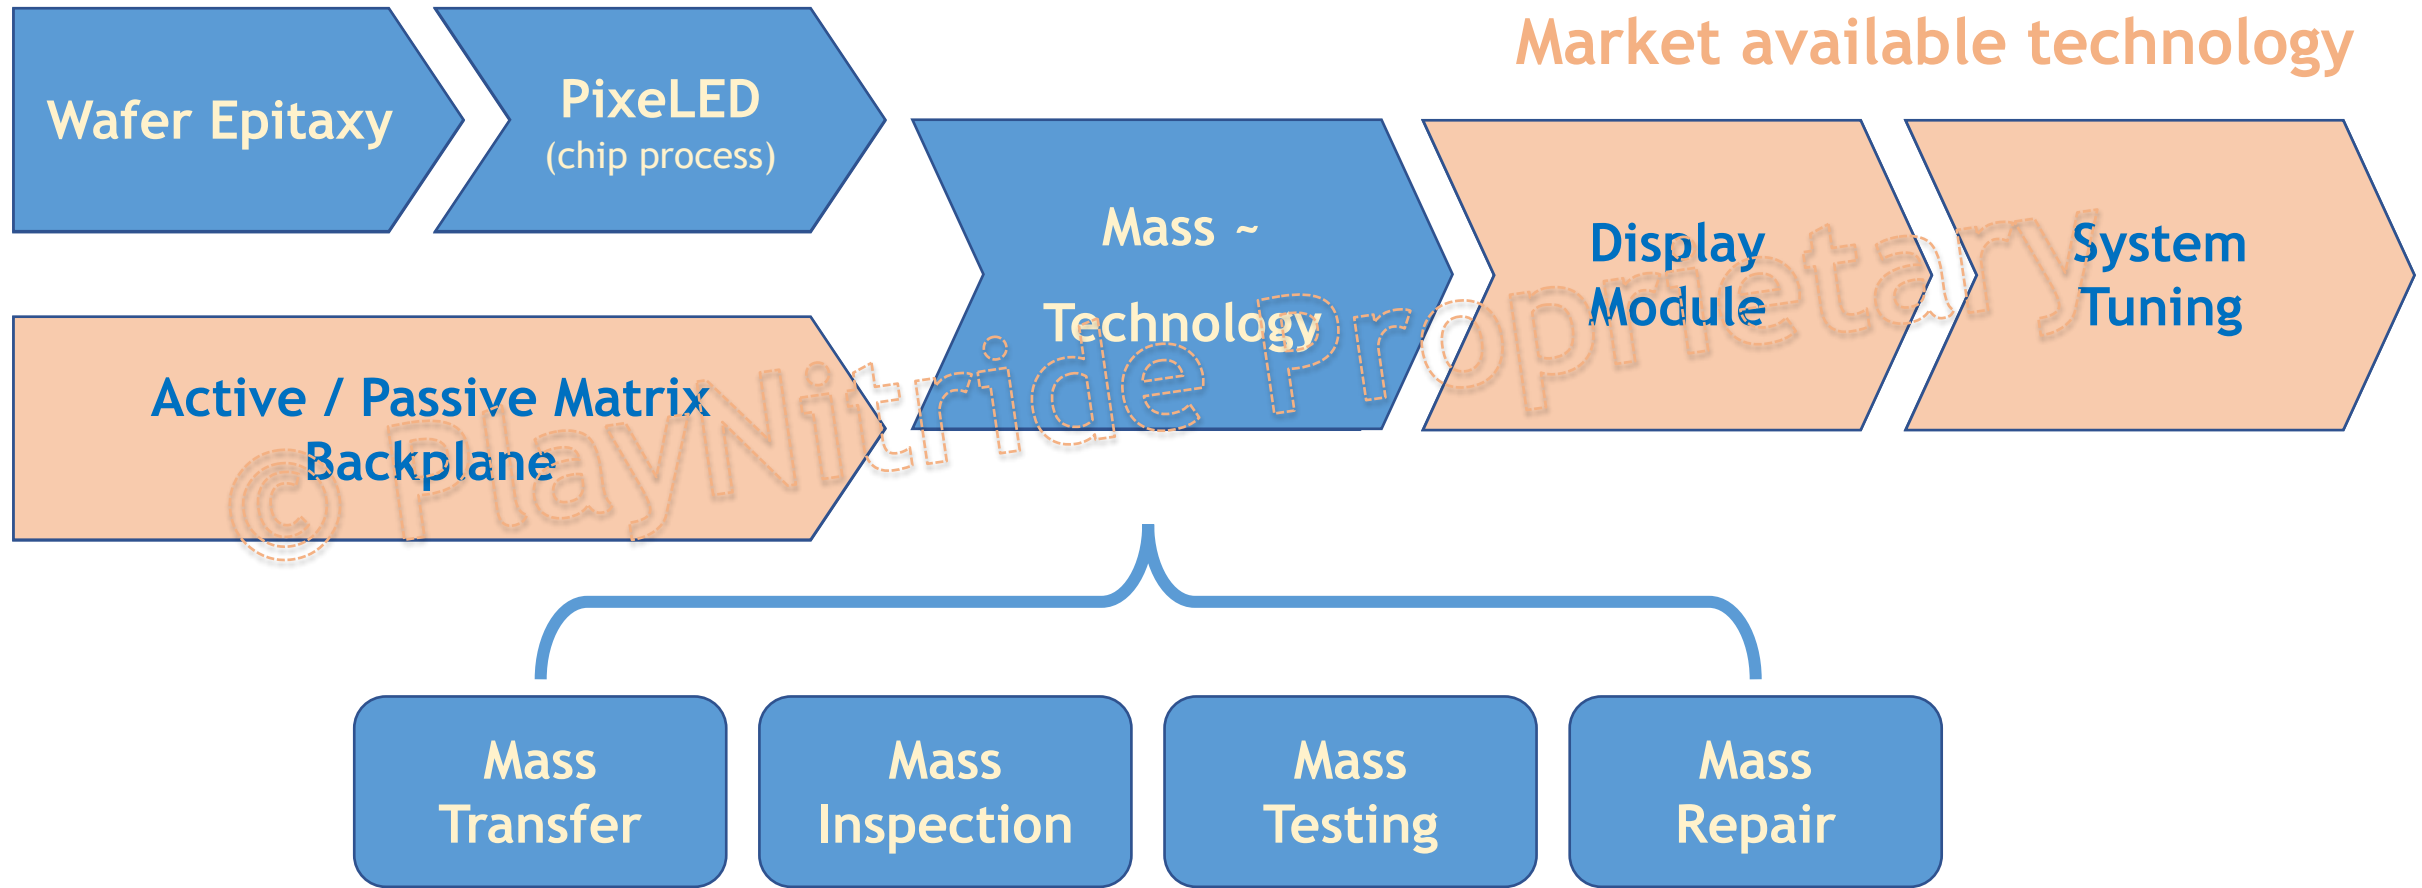 Market available technology
Wafer Epitaxy
PixeLED
(chip process)
Mass ~
Technology
Display
Module
System
Tuning
Active / Passive Matrix
Backplane
© PlayNitride Proprietary
Mass
Transfer
Mass
Inspection
Mass
Testing
Mass
Repair